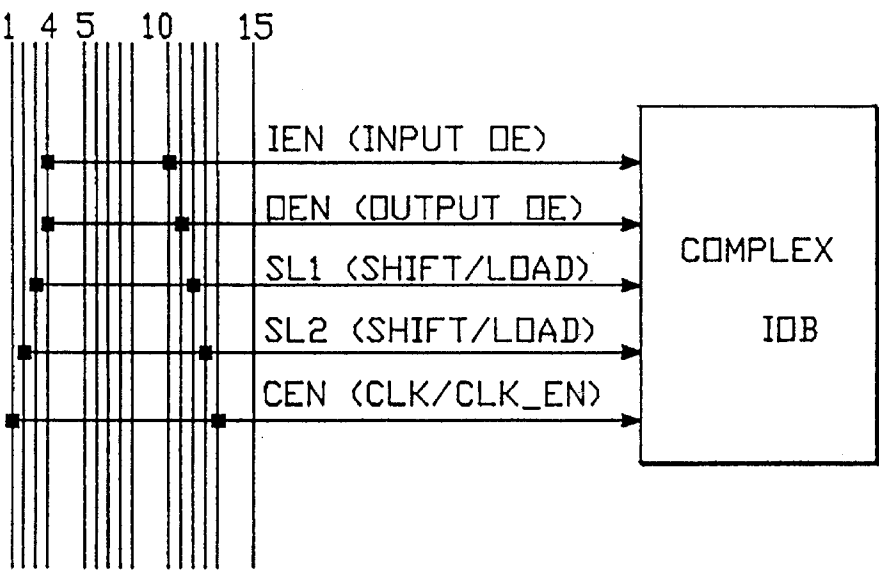 1 4 5 10 15
IEN (INPUT OE)
OEN (OUTPUT OE)
SL1 (SHIFT/LOAD)
SL2 (SHIFT/LOAD)
CEN (CLK/CLK_EN)
COMPLEX
IOB